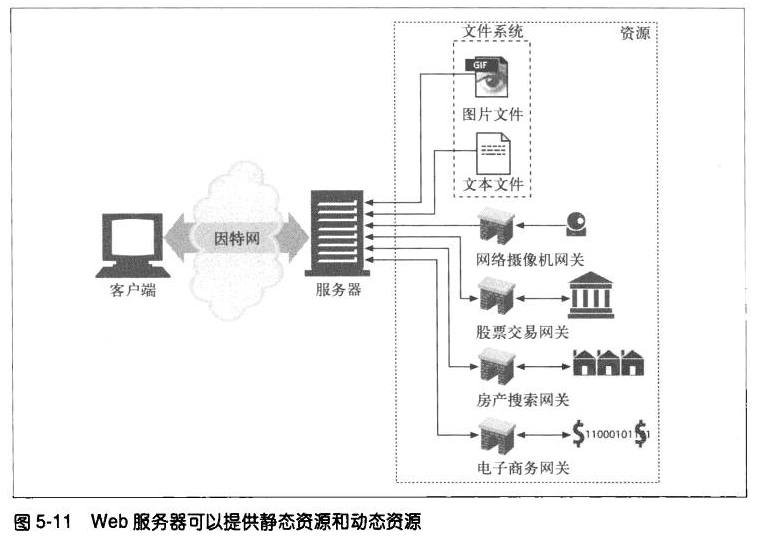 文件系统
资源
GIF
图片文件
文本文件
因特网
客户端
服务器
网络摄像机网关
股票交易网关
房产搜索网关
$11000101101$
电子商务网关
图 5-11 Web 服务器可以提供静态资源和动态资源